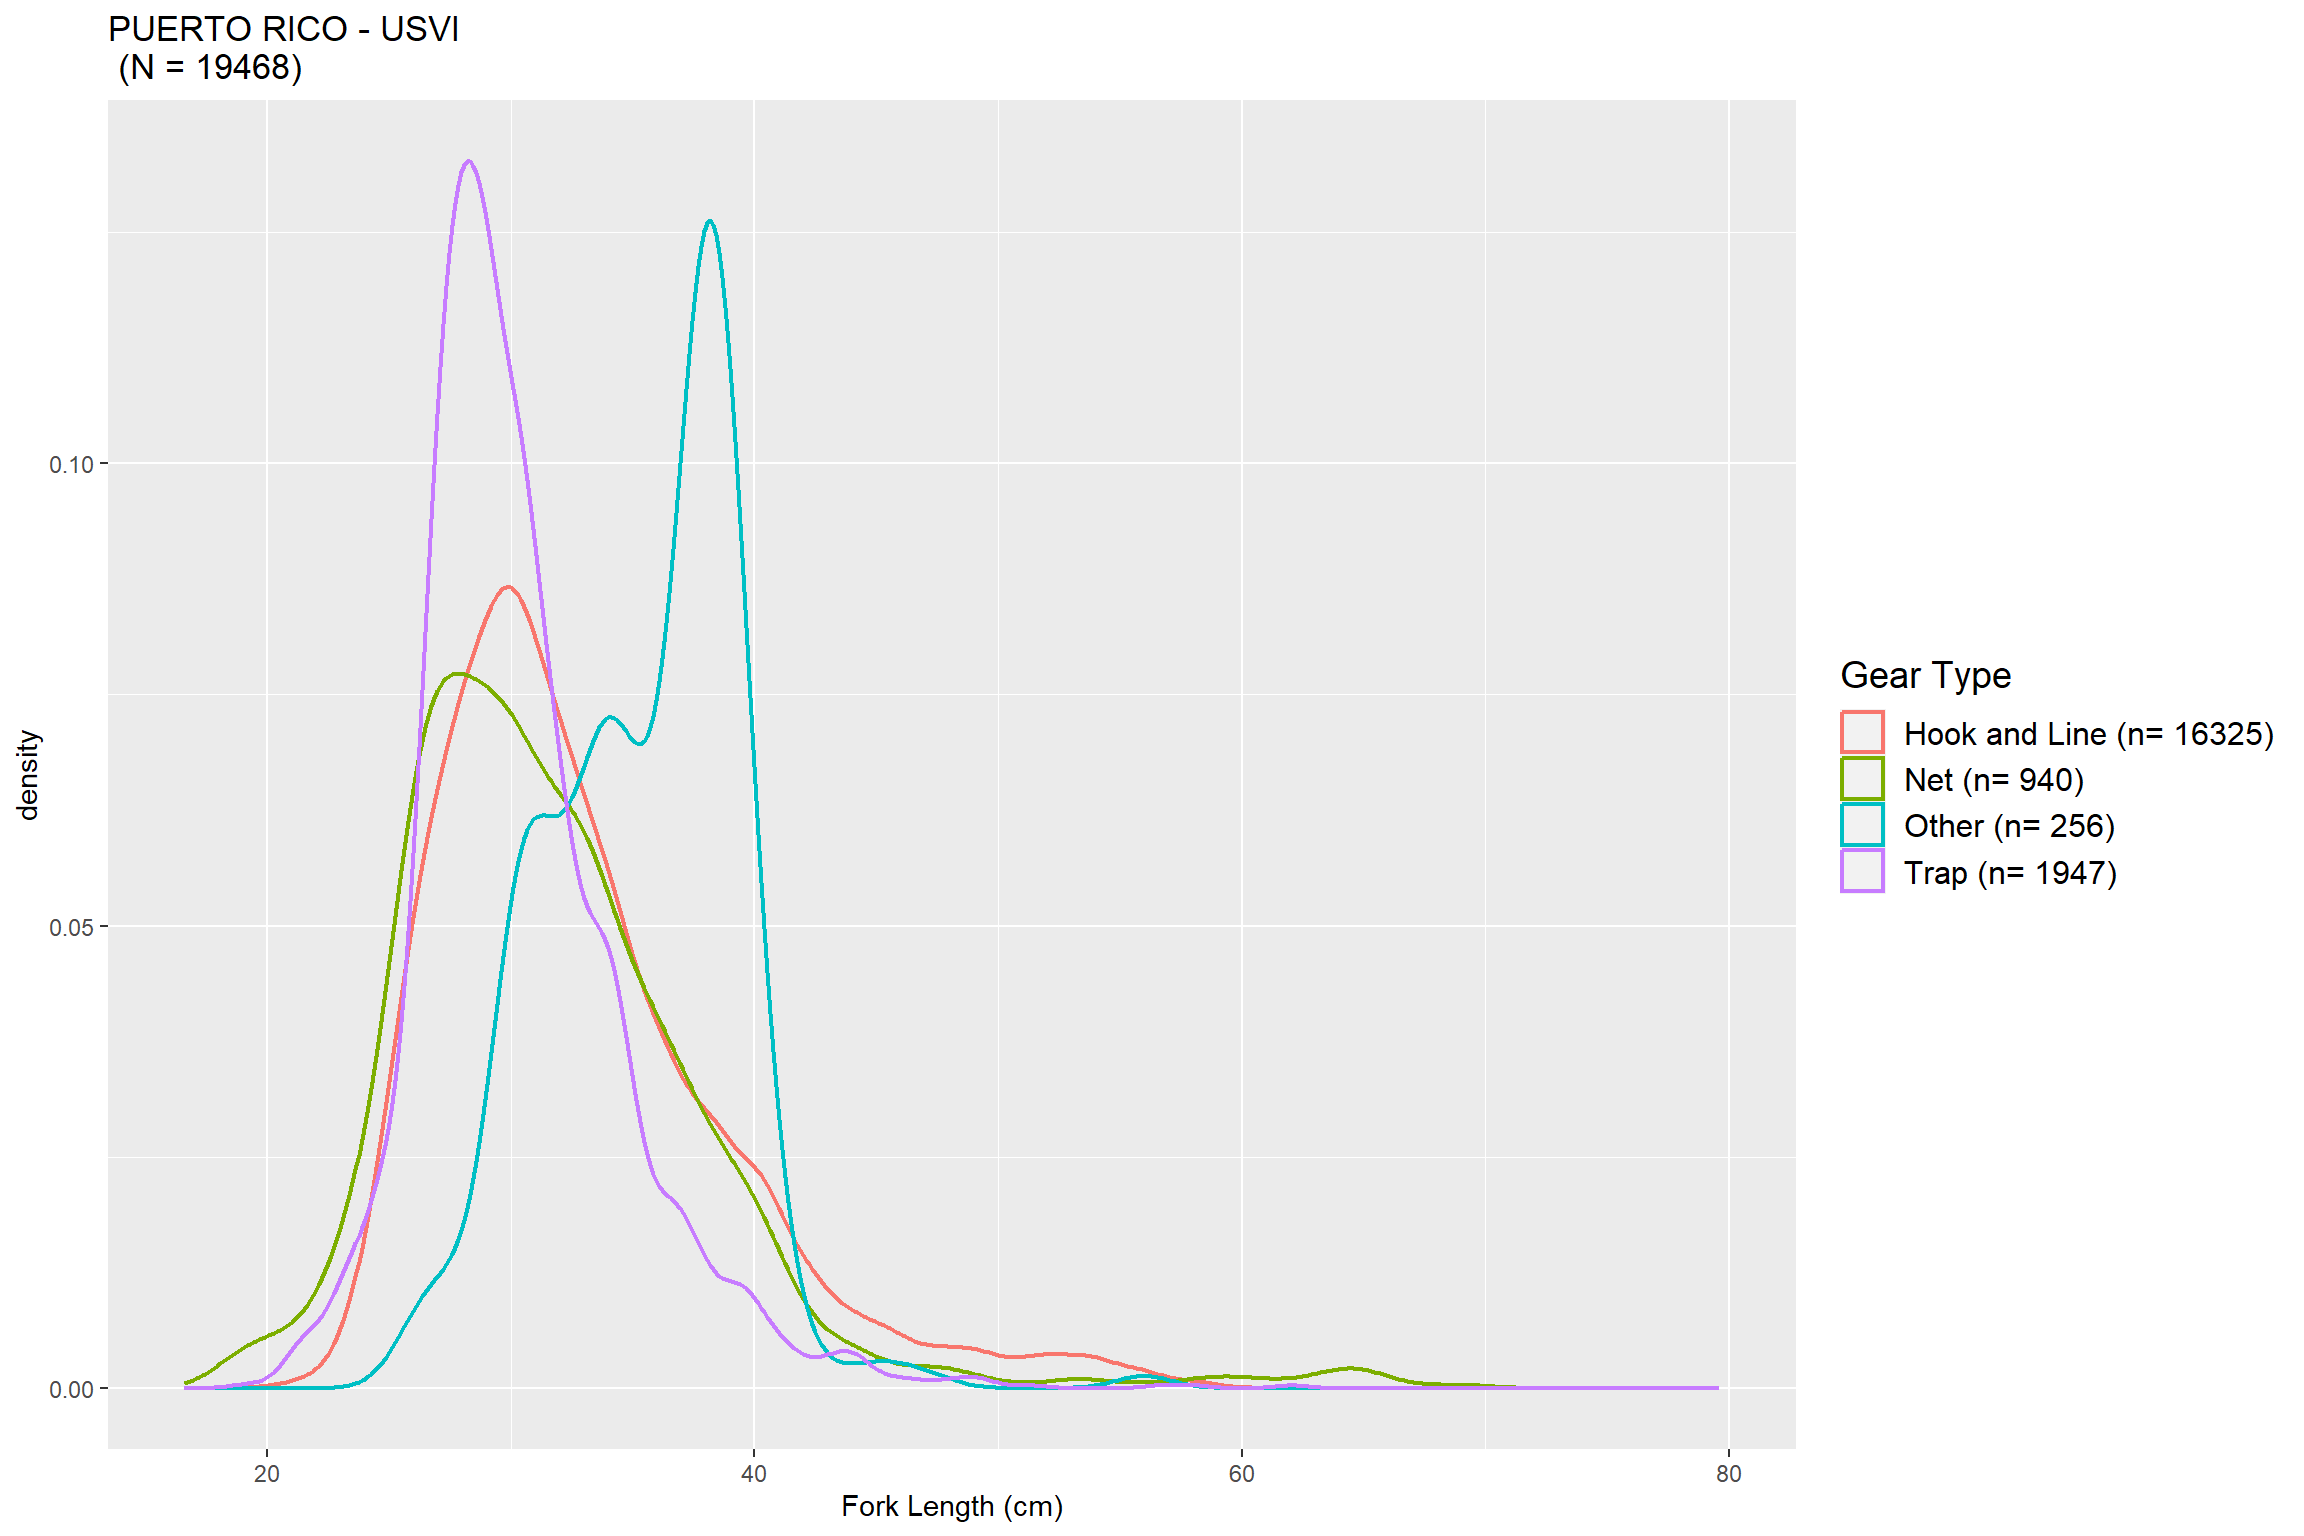 PUERTO RICO - USVI
(N = 19468)
0.10
0.05
0.00
density
20 40 60 80
Fork Length (cm)
Gear Type
Hook and Line (n= 16325)
Net (n= 940)
Other (n= 256)
Trap (n= 1947)